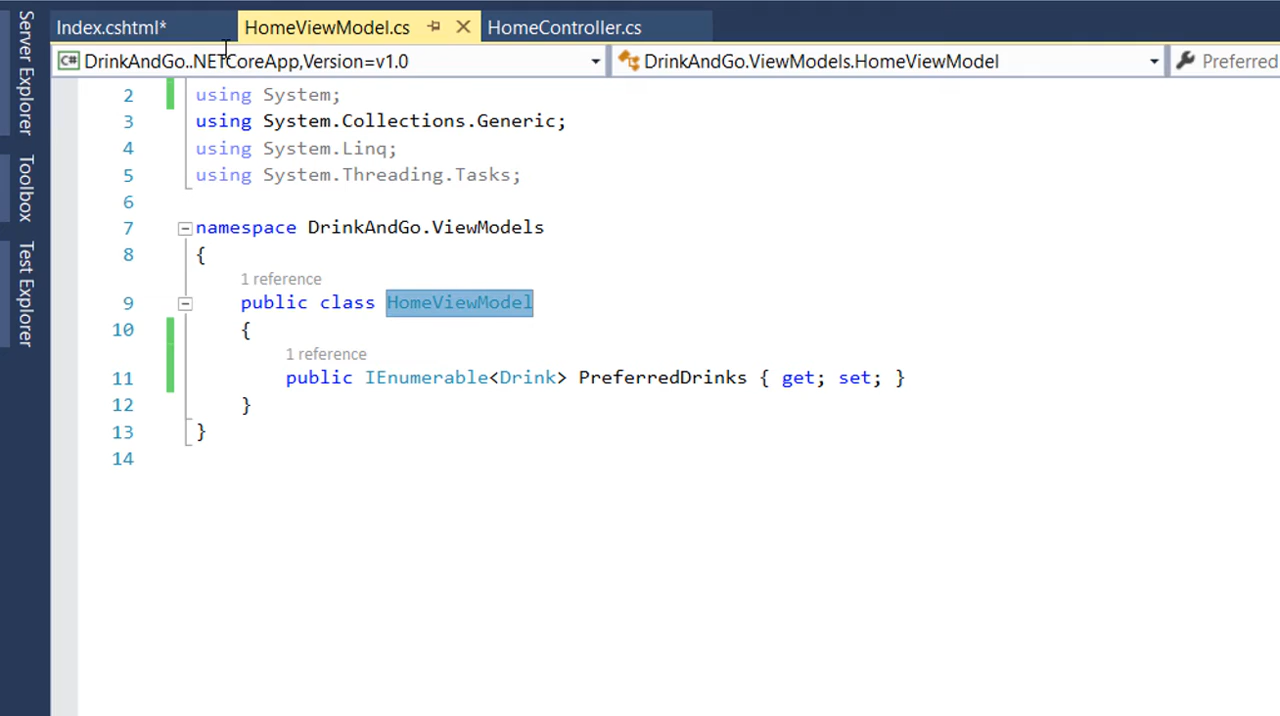 Index.cshtml*
HomeViewModel.cs
HomeController.cs
DrinkAndGo..NETCoreApp,Version=v1.0
DrinkAndGo.ViewModels.HomeViewModel
Preferred
Server Explorer
Toolbox
Test Explorer
2 using System;
3 using System.Collections.Generic;
4 using System.Linq;
5 using System.Threading.Tasks;
6
7 namespace DrinkAndGo.ViewModels
8 {
1 reference
9 public class HomeViewModel
10 {
1 reference
11 public IEnumerable<Drink> PreferredDrinks { get; set; }
12 }
13 }
14